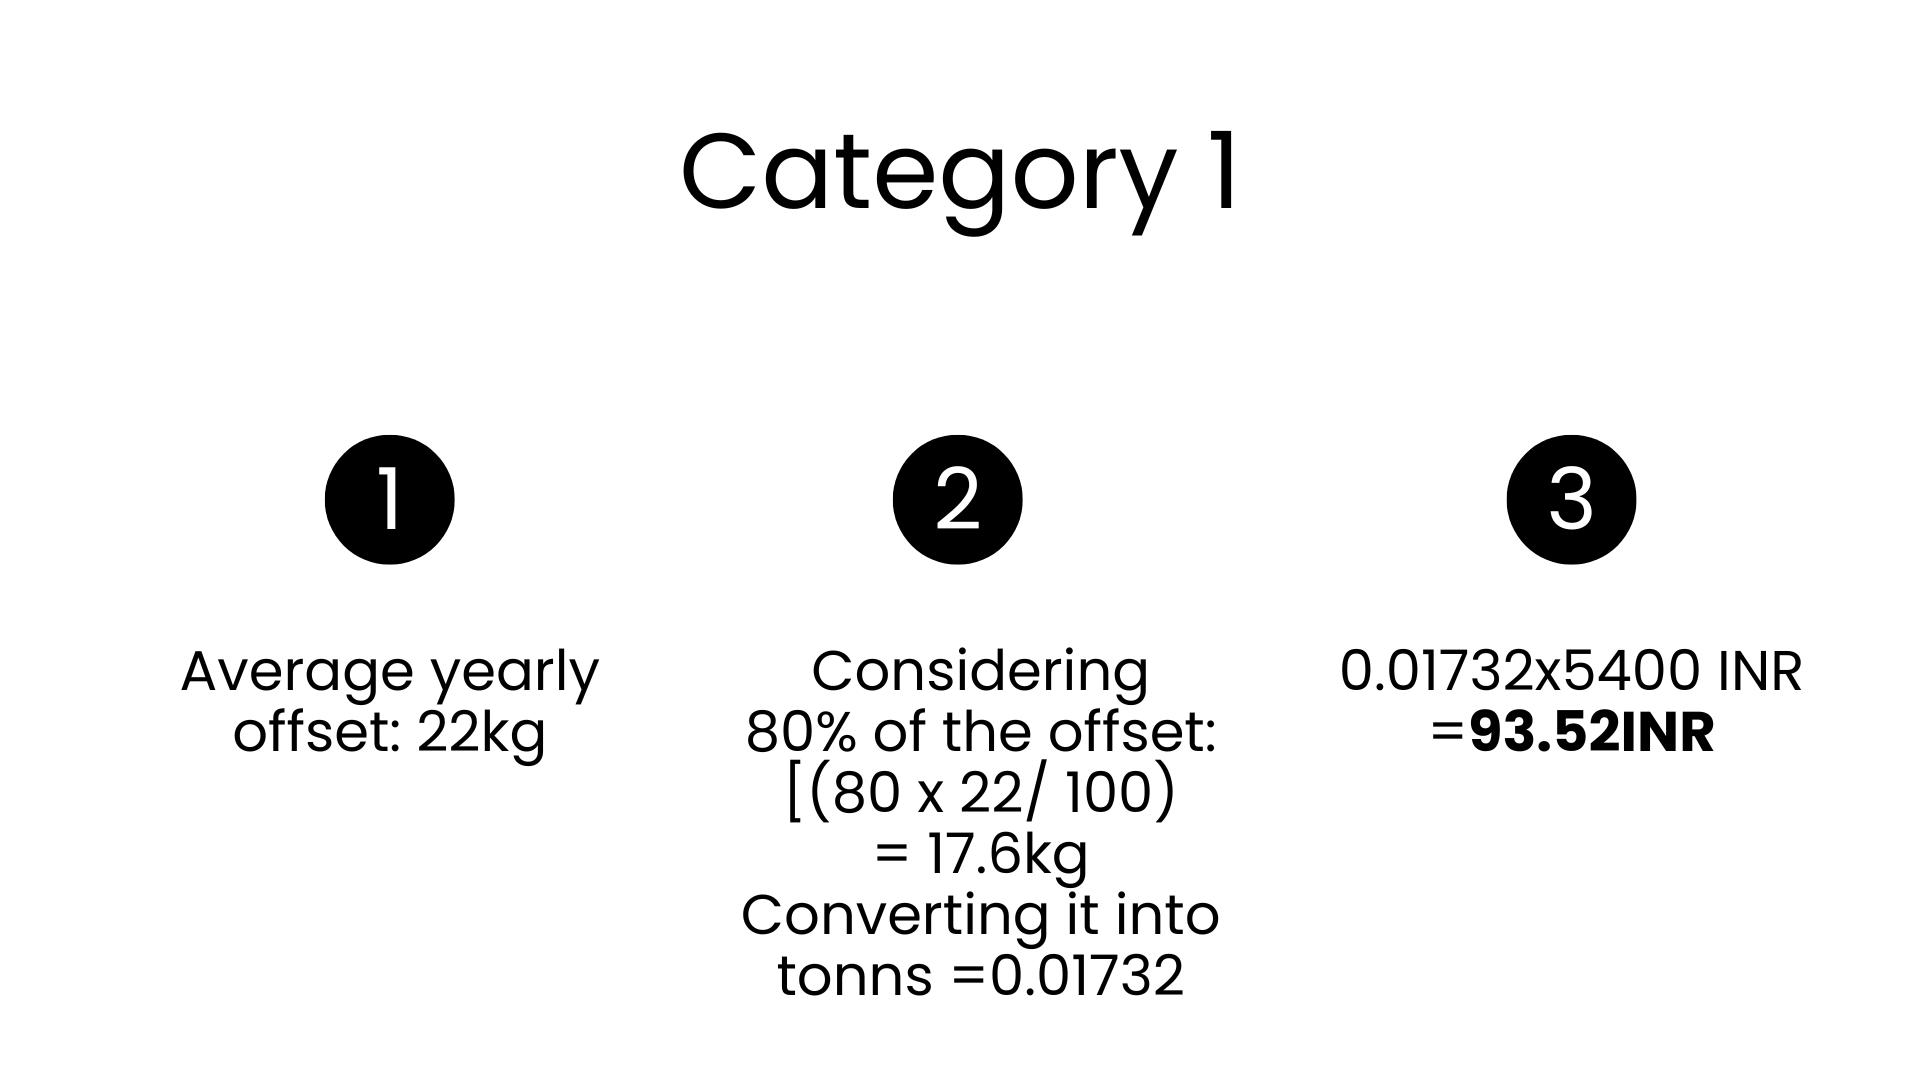 Category 1
1
Average yearly
offset: 22kg
2
Considering
80% of the offset:
[(80 x 22/ 100)
= 17.6kg
Converting it into
tonns =0.01732
3
0.01732x5400 INR
=93.52INR